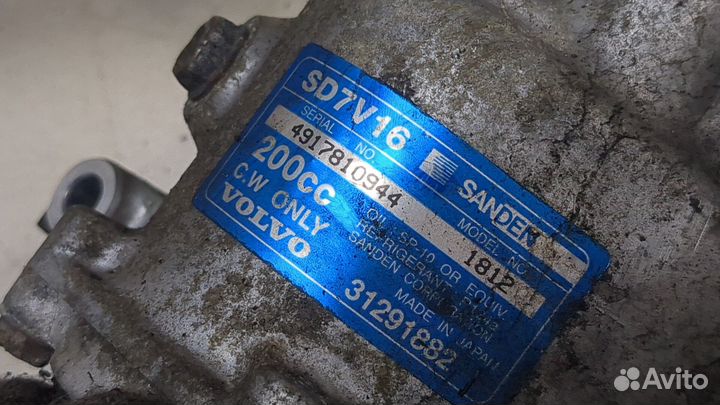 SD7V16 SANDEN
SERIAL NO. MODEL NO.
4917810944 1812
200CC OIL: SP-10 OR EQUIV
C.W ONLY REFRIGERANT
VOLVO SANDEN CORPORATION
MADE IN JAPAN
31291882
Avito